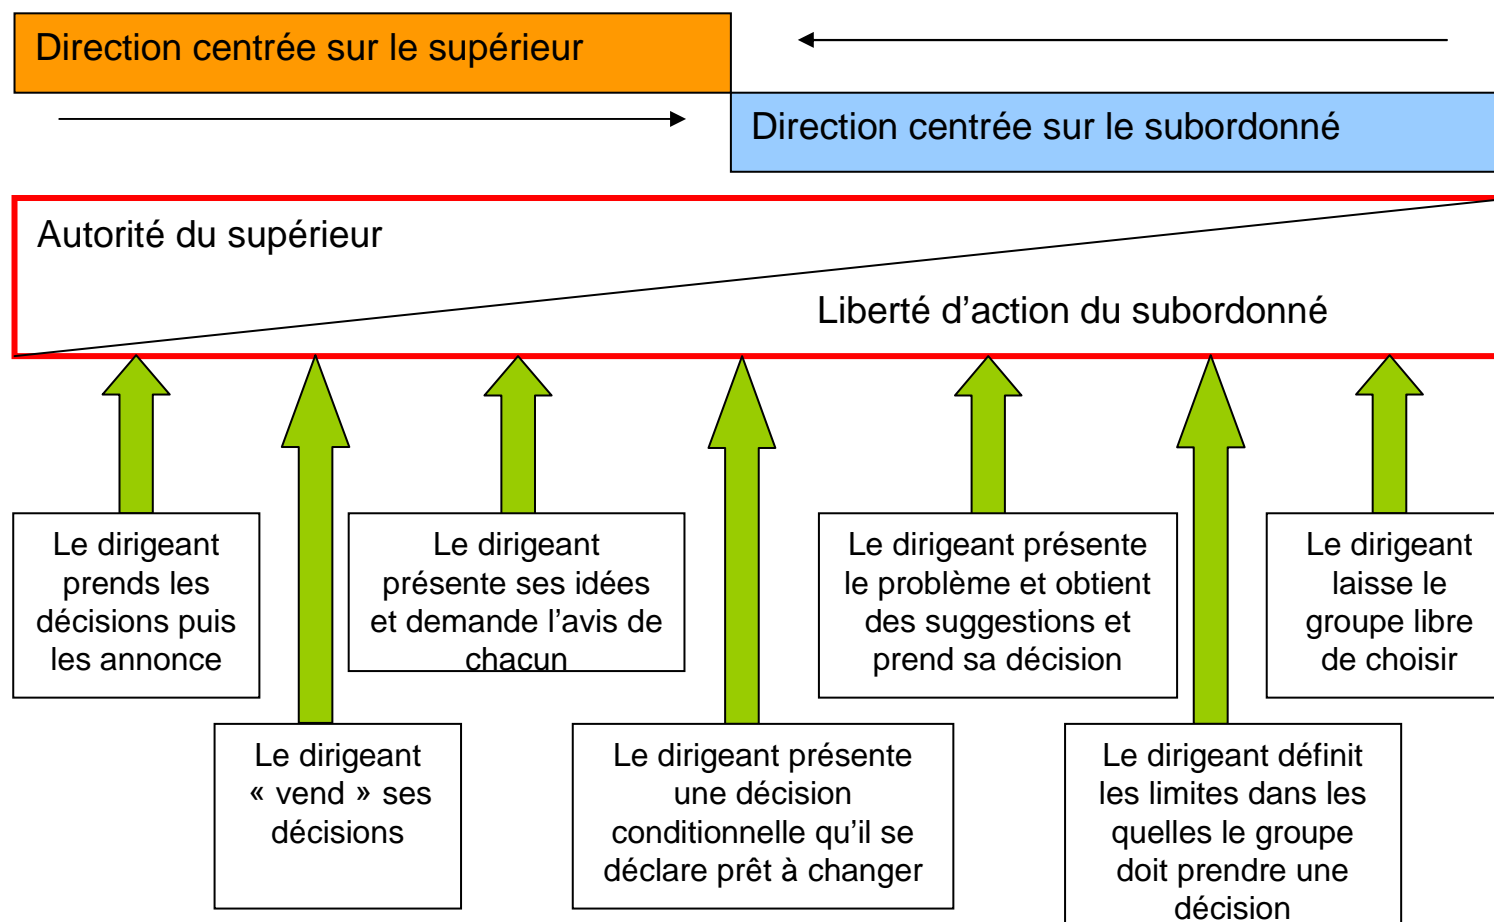 Direction centrée sur le supérieur
Direction centrée sur le subordonné
Autorité du supérieur
Liberté d’action du subordonné
Le dirigeant
prends les
décisions puis
les annonce
Le dirigeant
présente ses idées
et demande l’avis de
chacun
Le dirigeant présente
le problème et obtient
des suggestions et
prend sa décision
Le dirigeant
laisse le
groupe libre
de choisir
Le dirigeant
« vend » ses
décisions
Le dirigeant présente
une décision
conditionnelle qu’il se
déclare prêt à changer
Le dirigeant définit
les limites dans les
quelles le groupe
doit prendre une
décision